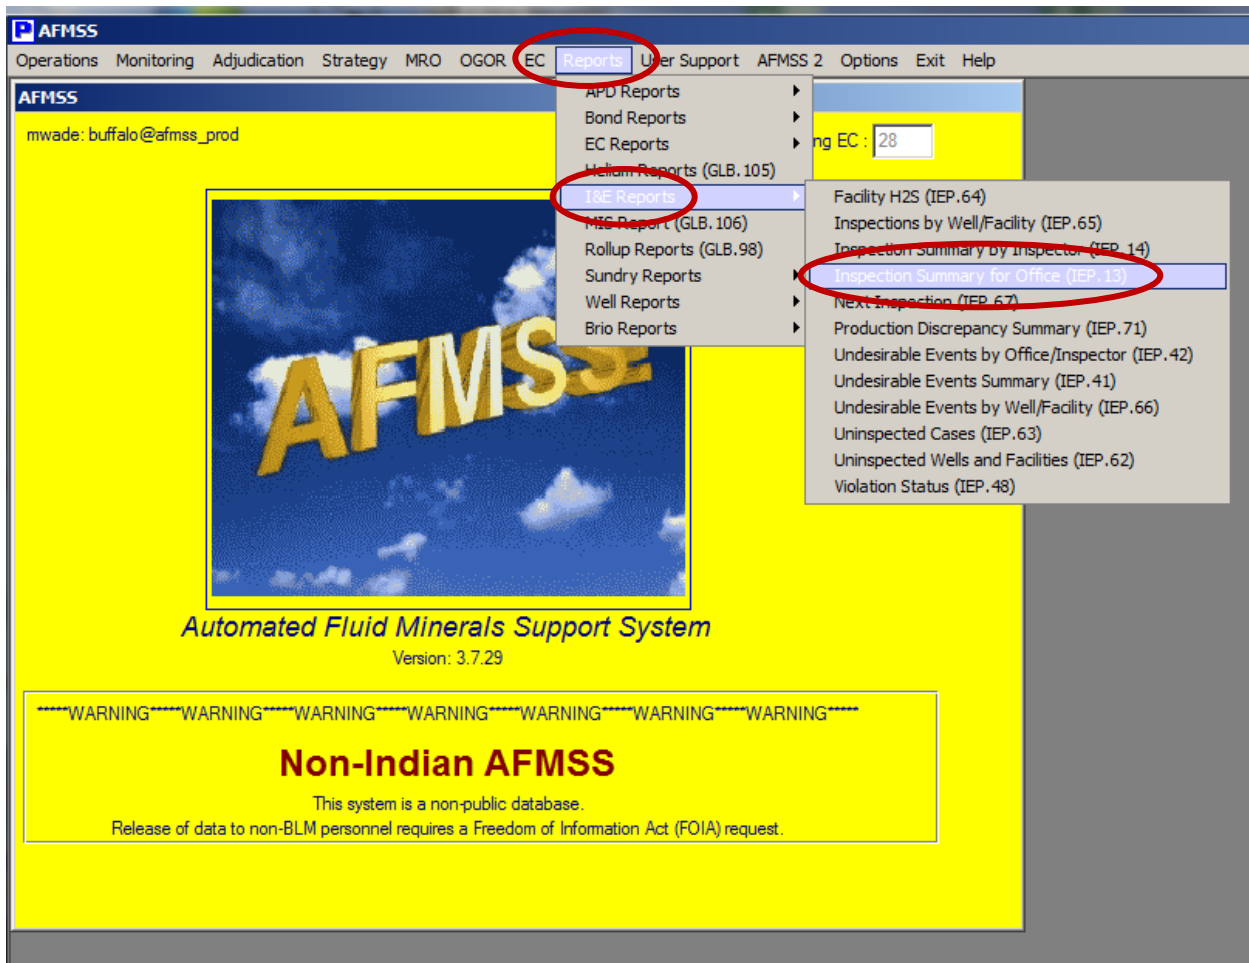 AFMSS
Operations Monitoring Adjudication Strategy MRO OGOR EC Reports User Support AFMSS 2 Options Exit Help
AFMSS
mwade: buffalo@afmss_prod
ng EC : 28
APD Reports
Bond Reports
EC Reports
Helium Reports (GLB.105)
I&E Reports
MIS Report (GLB.106)
Rollup Reports (GLB.98)
Sundry Reports
Well Reports
Brio Reports
Facility H2S (IEP.64)
Inspections by Well/Facility (IEP.65)
Inspection Summary by Inspector (IEP.14)
Inspection Summary for Office (IEP.13)
Next Inspection (IEP.67)
Production Discrepancy Summary (IEP.71)
Undesirable Events by Office/Inspector (IEP.42)
Undesirable Events Summary (IEP.41)
Undesirable Events by Well/Facility (IEP.66)
Uninspected Cases (IEP.63)
Uninspected Wells and Facilities (IEP.62)
Violation Status (IEP.48)
AFMSS
Automated Fluid Minerals Support System
Version: 3.7.29
*****WARNING*****WARNING*****WARNING*****WARNING*****WARNING*****WARNING*****WARNING*****
Non-Indian AFMSS
This system is a non-public database.
Release of data to non-BLM personnel requires a Freedom of Information Act (FOIA) request.